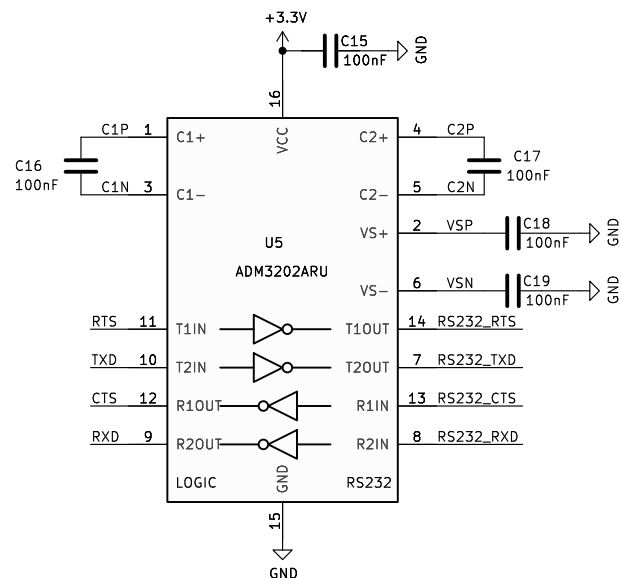 +3.3V
C15
100nF
GND
16
VCC
C1P 1 C1+
C2+ 4 C2P
C16
100nF
C17
100nF
C1N 3 C1-
C2- 5 C2N
VS+ 2 VSP
C18
100nF
GND
U5
ADM3202ARU
VS- 6 VSN
C19
100nF
GND
RTS 11 T1IN T1OUT 14 RS232_RTS
TXD 10 T2IN T2OUT 7 RS232_TXD
CTS 12 R1OUT R1IN 13 RS232_CTS
RXD 9 R2OUT R2IN 8 RS232_RXD
LOGIC GND RS232
15
GND